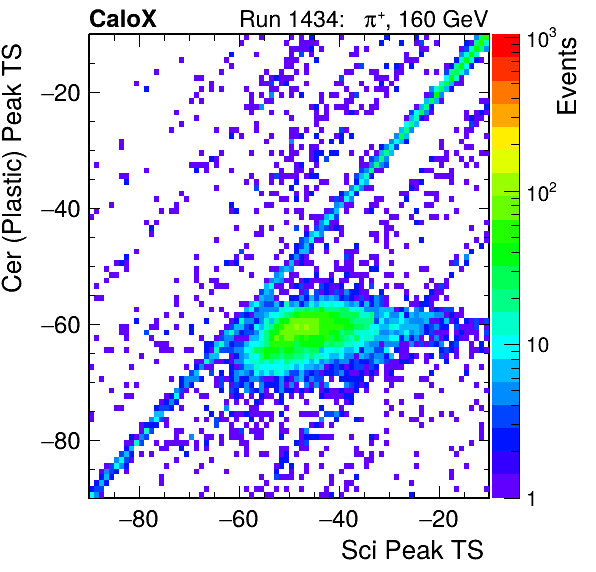 CaloX Run 1434: π⁺, 160 GeV
Cer (Plastic) Peak TS
Events
−20
−40
−60
−80
10³
10²
10
1
−80 −60 −40 −20
Sci Peak TS